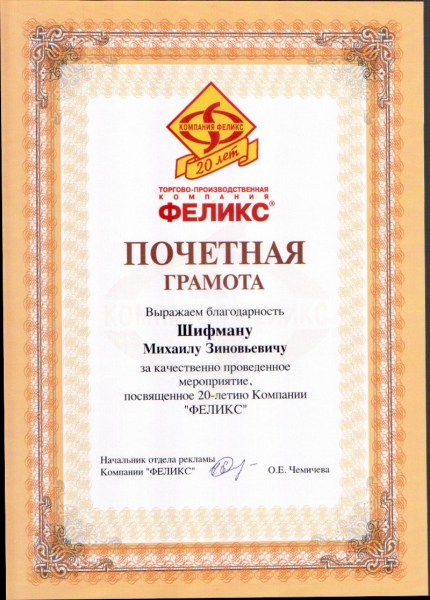 КОМПАНИЯ ФЕЛИКС
20 лет
ТОРГОВО-ПРОИЗВОДСТВЕННАЯ
КОМПАНИЯ
ФЕЛИКС®
ПОЧЕТНАЯ
ГРАМОТА
Выражаем благодарность
Шифману
Михаилу Зиновьевичу
за качественно проведенное
мероприятие,
посвященное 20-летию Компании
"ФЕЛИКС"
Начальник отдела рекламы
Компании "ФЕЛИКС" О.Е. Чемичева